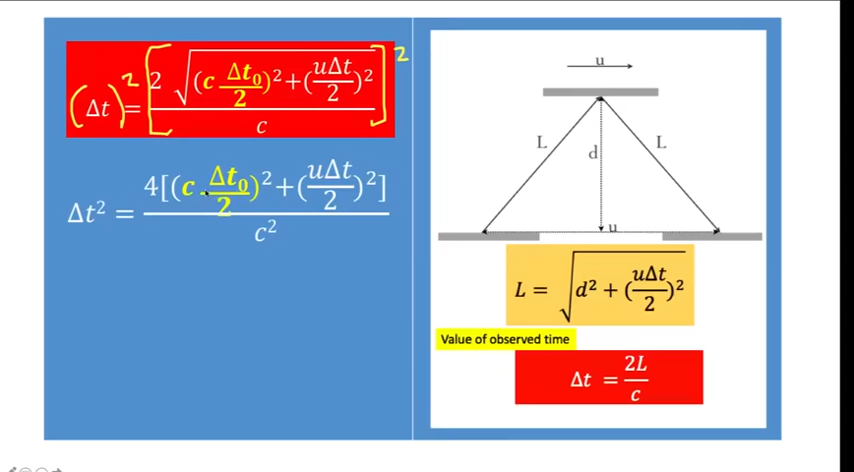 (Δt)² = [2√((c Δt₀/2)² + (uΔt/2)²)/c]²
Δt² = 4[(c Δt₀/2)² + (uΔt/2)²]/c²
u
L
L
d
u
L = √(d² + (uΔt/2)²)
Value of observed time
Δt = 2L/c